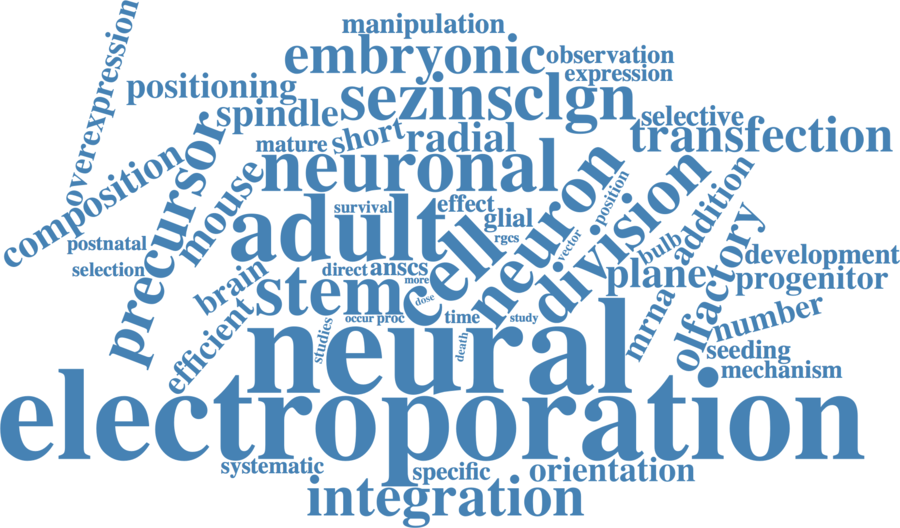 manipulation
overexpression
embryonic
observation
expression
positioning
sezinsclgn
spindle
selective
transfection
short
radial
mature
precursor
composition
neuronal
mouse
neuron
division
position
addition
survival
effect
adult
glial
rgcs
cell
olfactory
vector
bulb
postnatal
selection
development
brain
direct
anscs
more
plane
progenitor
stem
dose
efficient
occur
proc
time
study
mrna
number
studies
death
neural
seeding
mechanism
electroporation
systematic
specific
orientation
integration